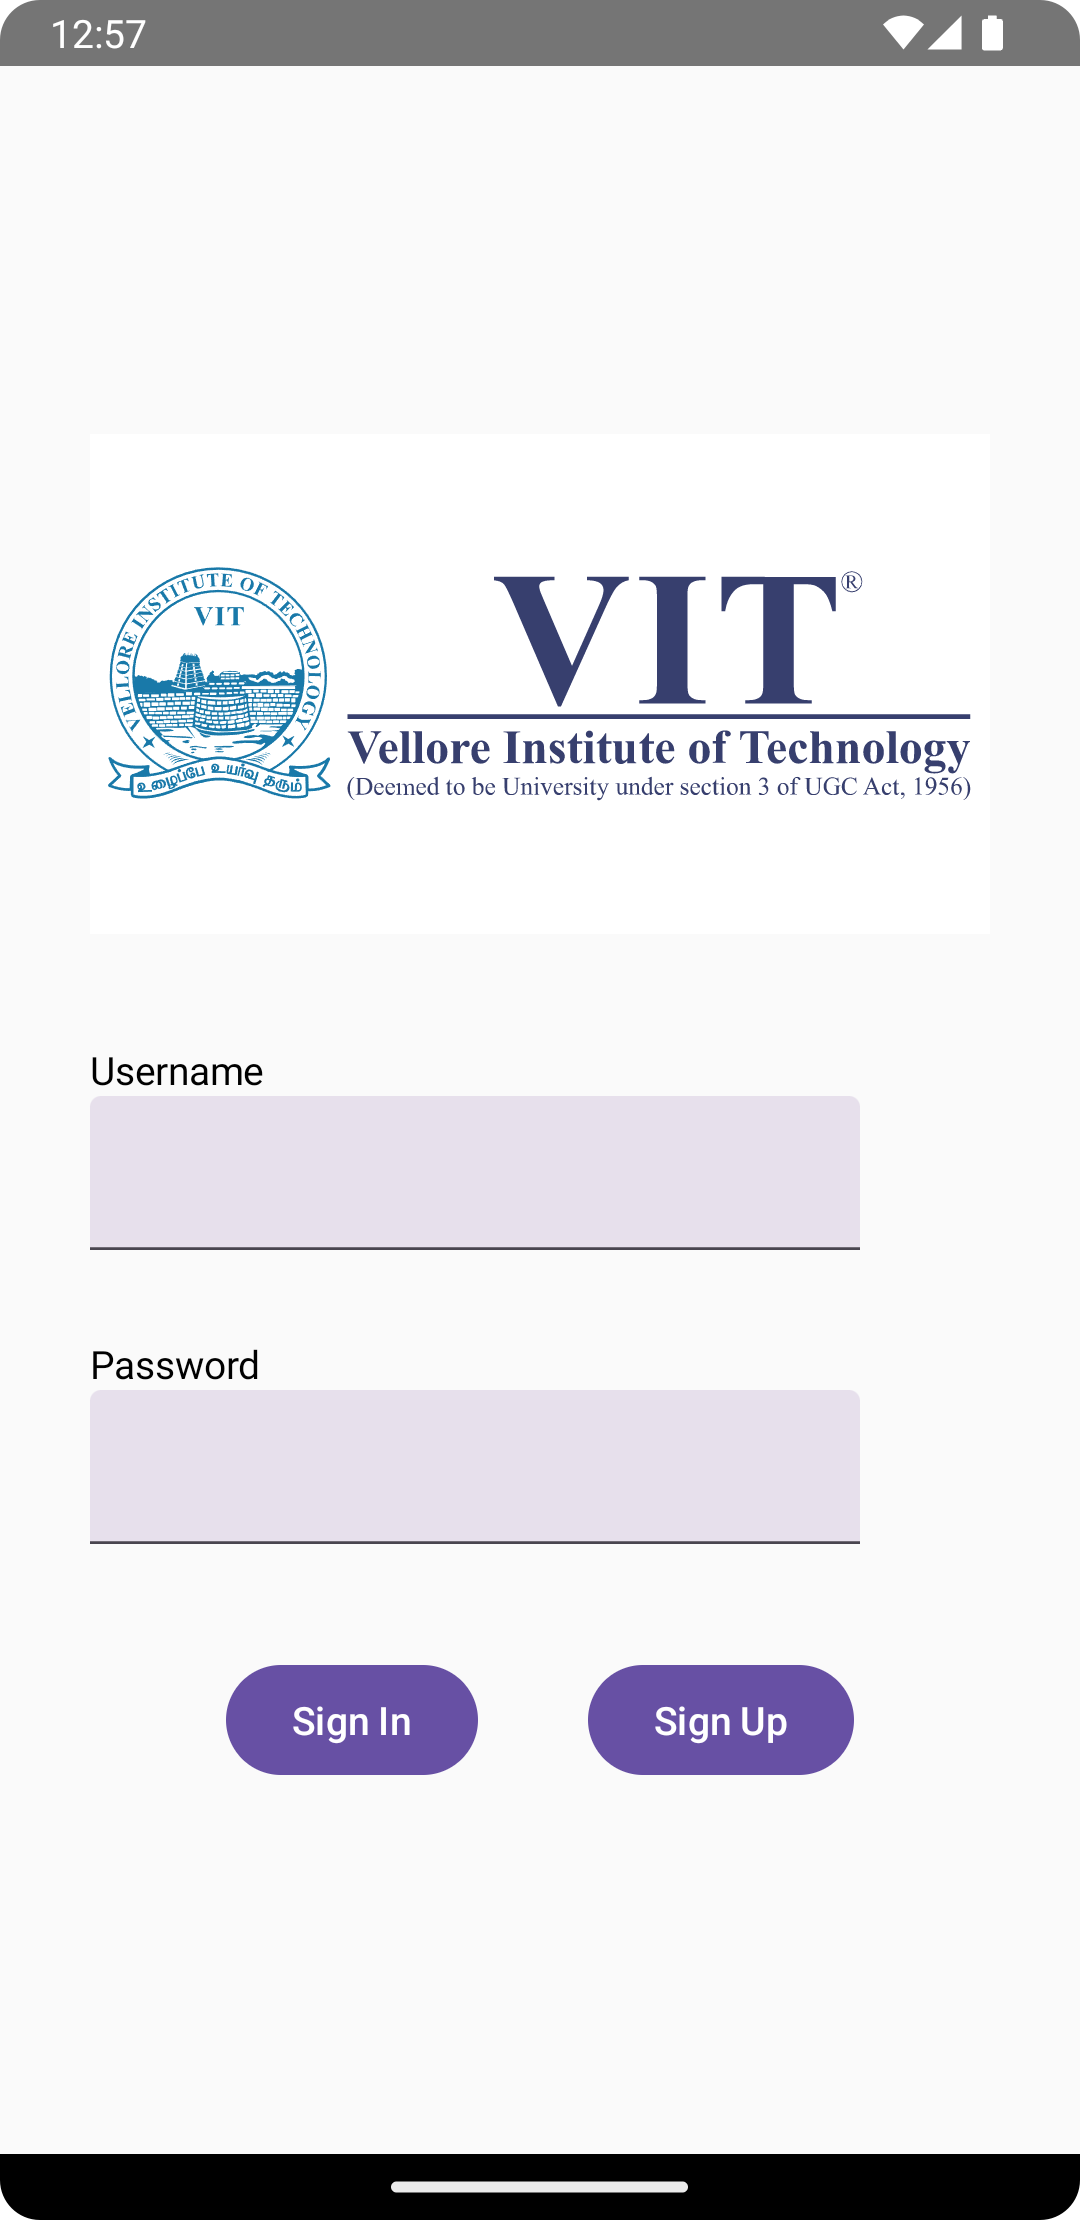 12:57
VELLORE INSTITUTE OF TECHNOLOGY
VIT
உழைப்பே உயர்வு தரும்
VIT®
Vellore Institute of Technology
(Deemed to be University under section 3 of UGC Act, 1956)
Username
Password
Sign In
Sign Up